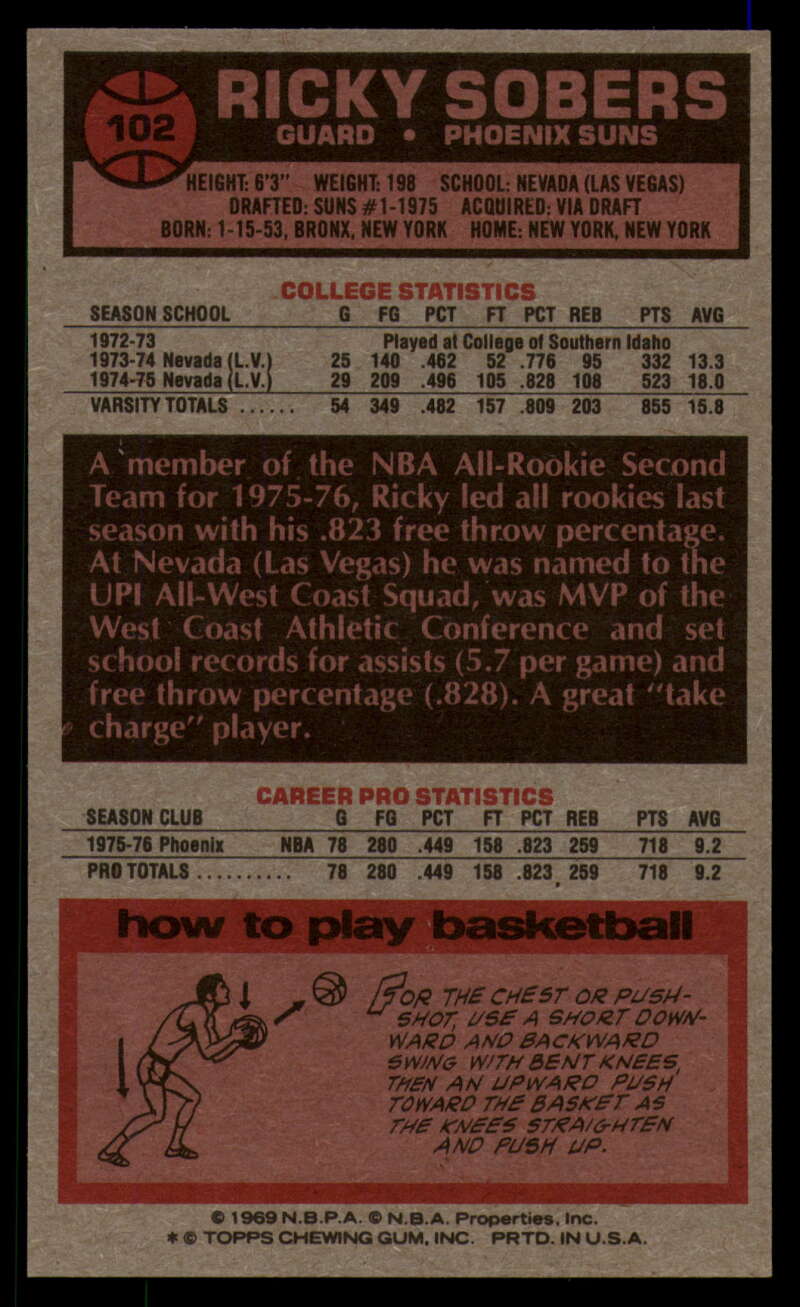 102
RICKY SOBERS
GUARD • PHOENIX SUNS
HEIGHT: 6'3" WEIGHT: 198 SCHOOL: NEVADA (LAS VEGAS)
DRAFTED: SUNS #1-1975 ACQUIRED: VIA DRAFT
BORN: 1-15-53, BRONX, NEW YORK HOME: NEW YORK, NEW YORK
COLLEGE STATISTICS
SEASON SCHOOL G FG PCT FT PCT REB PTS AVG
1972-73 Played at College of Southern Idaho
1973-74 Nevada (L.V.) 25 140 .462 52 .776 95 332 13.3
1974-75 Nevada (L.V.) 29 209 .496 105 .828 108 523 18.0
VARSITY TOTALS ...... 54 349 .482 157 .809 203 855 15.8
A member of the NBA All-Rookie Second
Team for 1975-76, Ricky led all rookies last
season with his .823 free throw percentage.
At Nevada (Las Vegas) he was named to the
UPI All-West Coast Squad, was MVP of the
West Coast Athletic Conference and set
school records for assists (5.7 per game) and
free throw percentage (.828). A great "take
charge" player.
CAREER PRO STATISTICS
SEASON CLUB G FG PCT FT PCT REB PTS AVG
1975-76 Phoenix NBA 78 280 .449 158 .823 259 718 9.2
PRO TOTALS .......... 78 280 .449 158 .823 259 718 9.2
how to play basketball
FOR THE CHEST OR PUSH-
SHOT, USE A SHORT DOWN-
WARD AND BACKWARD
SWING WITH BENT KNEES,
THEN AN UPWARD PUSH
TOWARD THE BASKET AS
THE KNEES STRAIGHTEN
AND PUSH UP.
© 1969 N.B.P.A. © N.B.A. Properties, Inc.
* © TOPPS CHEWING GUM, INC. PRTD. IN U.S.A.